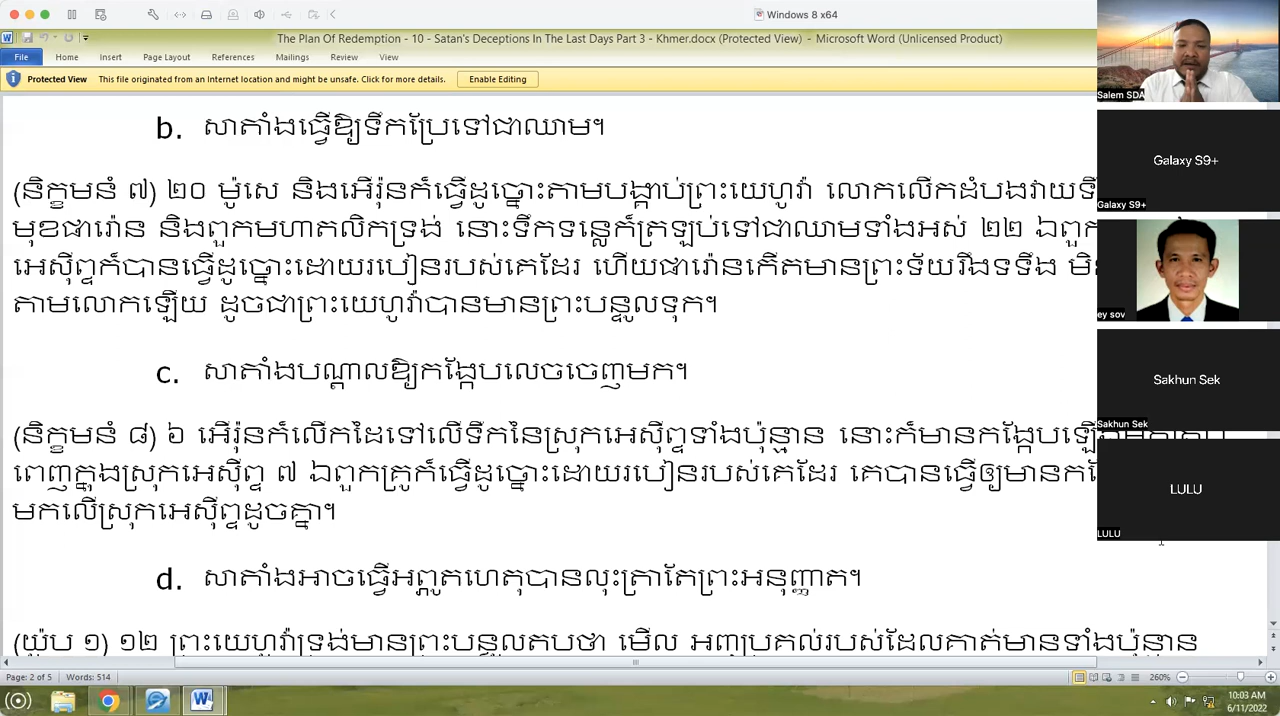 Windows 8 x64
The Plan Of Redemption - 10 - Satan's Deceptions In The Last Days Part 3 - Khmer.docx (Protected View) - Microsoft Word (Unlicensed Product)
File Home Insert Page Layout References Mailings Review View
Protected View This file originated from an Internet location and might be unsafe. Click for more details. Enable Editing
b. សាតាំងធ្វើឱ្យទឹកប្រែទៅជាឈាម។
(និក្ខមនំ ៧) ២០ ម៉ូសេ និងអើរ៉ុនក៏ធ្វើដូច្នោះតាមបង្គាប់ព្រះយេហូវ៉ា លោកលើកដំបងវាយ
មុខផារ៉ោន និងពួកមហាតលិកទ្រង់ នោះទឹកទន្លេក៏ត្រឡប់ទៅជាឈាមទាំងអស់ ២២ ឯពួក
អេស៊ីព្ទក៏បានធ្វើដូច្នោះដោយរបៀនរបស់គេដែរ ហើយផារ៉ោនកើតមានព្រះទ័យរឹងទទឹង
តាមលោកឡើយ ដូចជាព្រះយេហូវ៉ាបានមានព្រះបន្ទូលទុក។
c. សាតាំងបណ្ដាលឱ្យកង្កែបលេចចេញមក។
(និក្ខមនំ ៨) ៦ អើរ៉ុនក៏លើកដៃទៅលើទឹកនៃស្រុកអេស៊ីព្ទទាំងប៉ុន្មាន នោះក៏មានកង្កែប
ពេញក្នុងស្រុកអេស៊ីព្ទ ៧ ឯពួកគ្រូក៏ធ្វើដូច្នោះដោយរបៀនរបស់គេដែរ គេបានធ្វើឲ្យមាន
មកលើស្រុកអេស៊ីព្ទដូចគ្នា។
d. សាតាំងអាចធ្វើអព្ភូតហេតុបានលុះត្រាតែព្រះអនុញ្ញាត។
(យ៉ូប ១) ១២ ព្រះយេហូវ៉ាទ្រង់មានព្រះបន្ទូលតបថា មើល អញប្រគល់របស់ដែលគាត់មានទាំងប៉ុន្មាន
Page: 2 of 5 Words: 514 260%
10:03 AM
6/11/2022
Salem SDA
Galaxy S9+
Galaxy S9+
ey sov
Sakhun Sek
Sakhun Sek
LULU
LULU